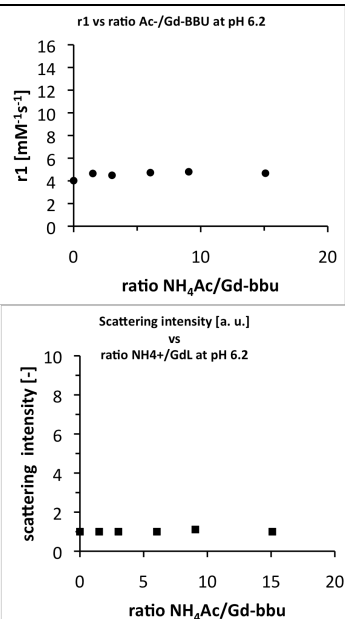 r1 vs ratio Ac-/Gd-BBU at pH 6.2
16
14
12
10
8
6
4
2
0
r1 [mM-1s-1]
0 10 20
ratio NH4Ac/Gd-bbu
Scattering intensity [a. u.]
vs
ratio NH4+/GdL at pH 6.2
10
8
6
4
2
0
scattering intensity [-]
0 5 10 15 20
ratio NH4Ac/Gd-bbu